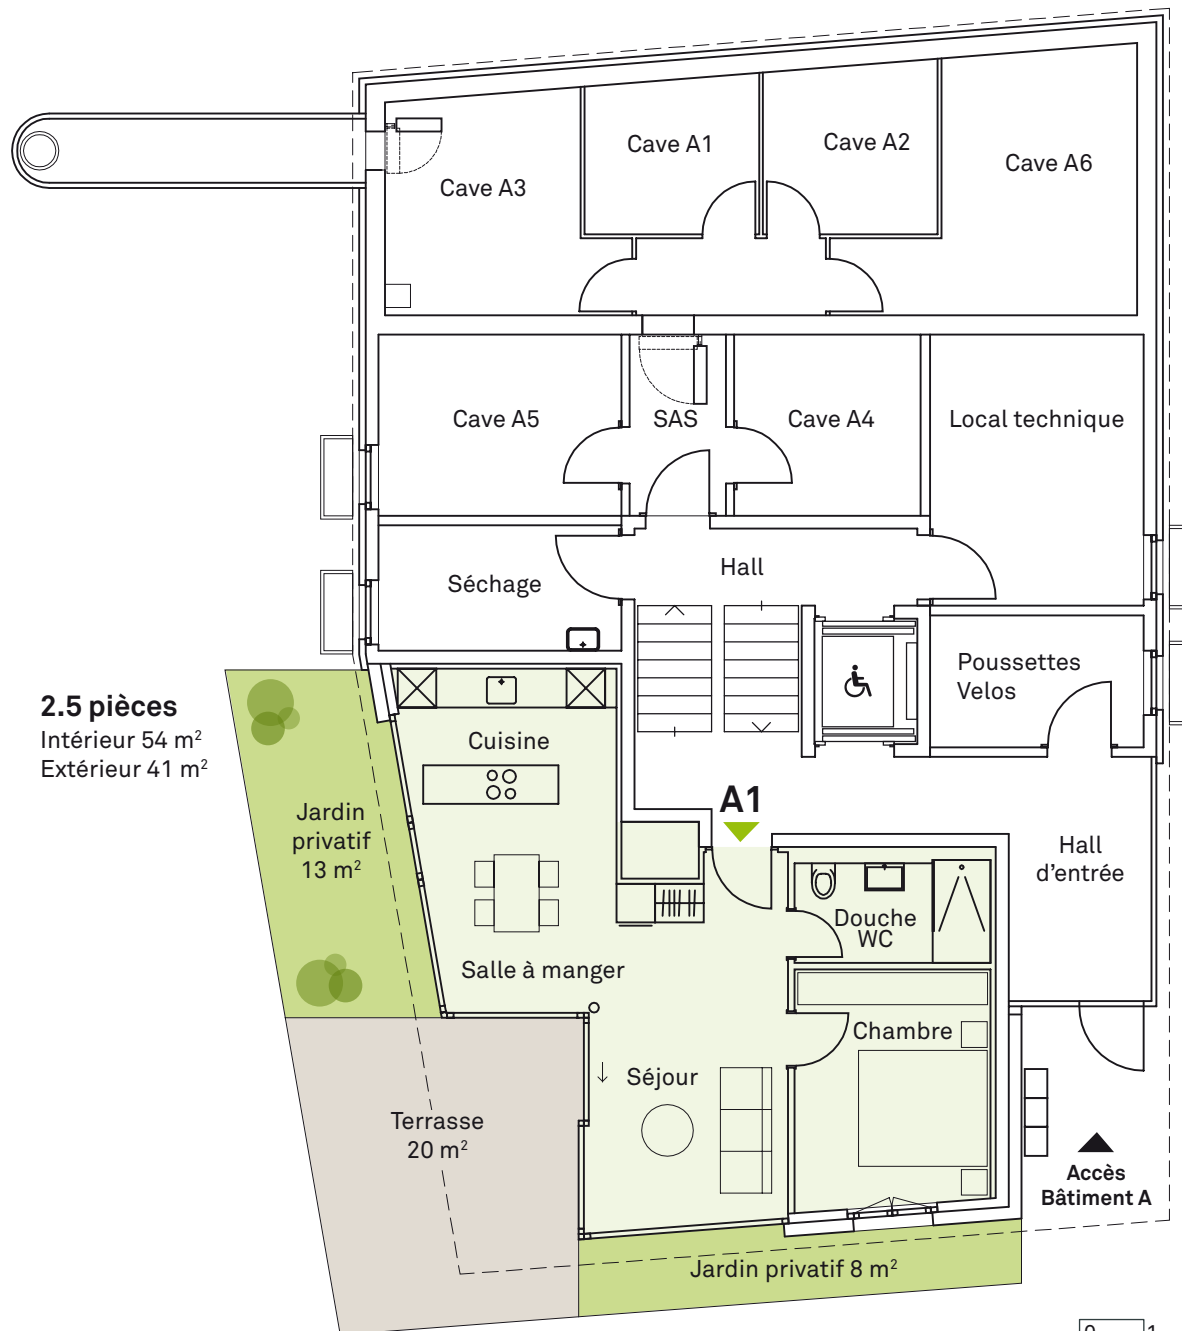 Cave A1
Cave A2
Cave A6
Cave A3
Cave A5
SAS
Cave A4
Local technique
Hall
Séchage
Poussettes
Velos
2.5 pièces
Intérieur 54 m²
Extérieur 41 m²
Cuisine
A1
Jardin
privatif
13 m²
Hall
d'entrée
Douche
WC
Salle à manger
Chambre
Séjour
Terrasse
20 m²
Accès
Bâtiment A
Jardin privatif 8 m²
0 1